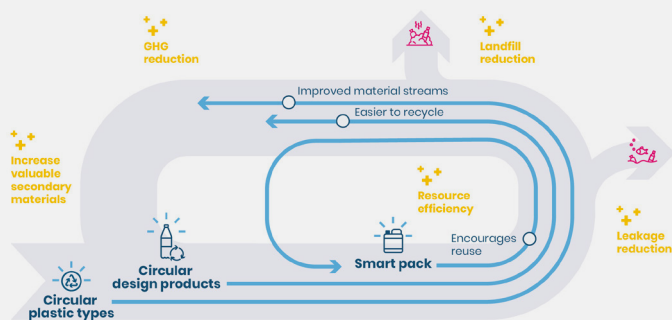 GHG
reduction
Landfill
reduction
Improved material streams
Easier to recycle
Increase
valuable
secondary
materials
Resource
efficiency
Leakage
reduction
Encourages
reuse
Smart pack
Circular
design products
Circular
plastic types